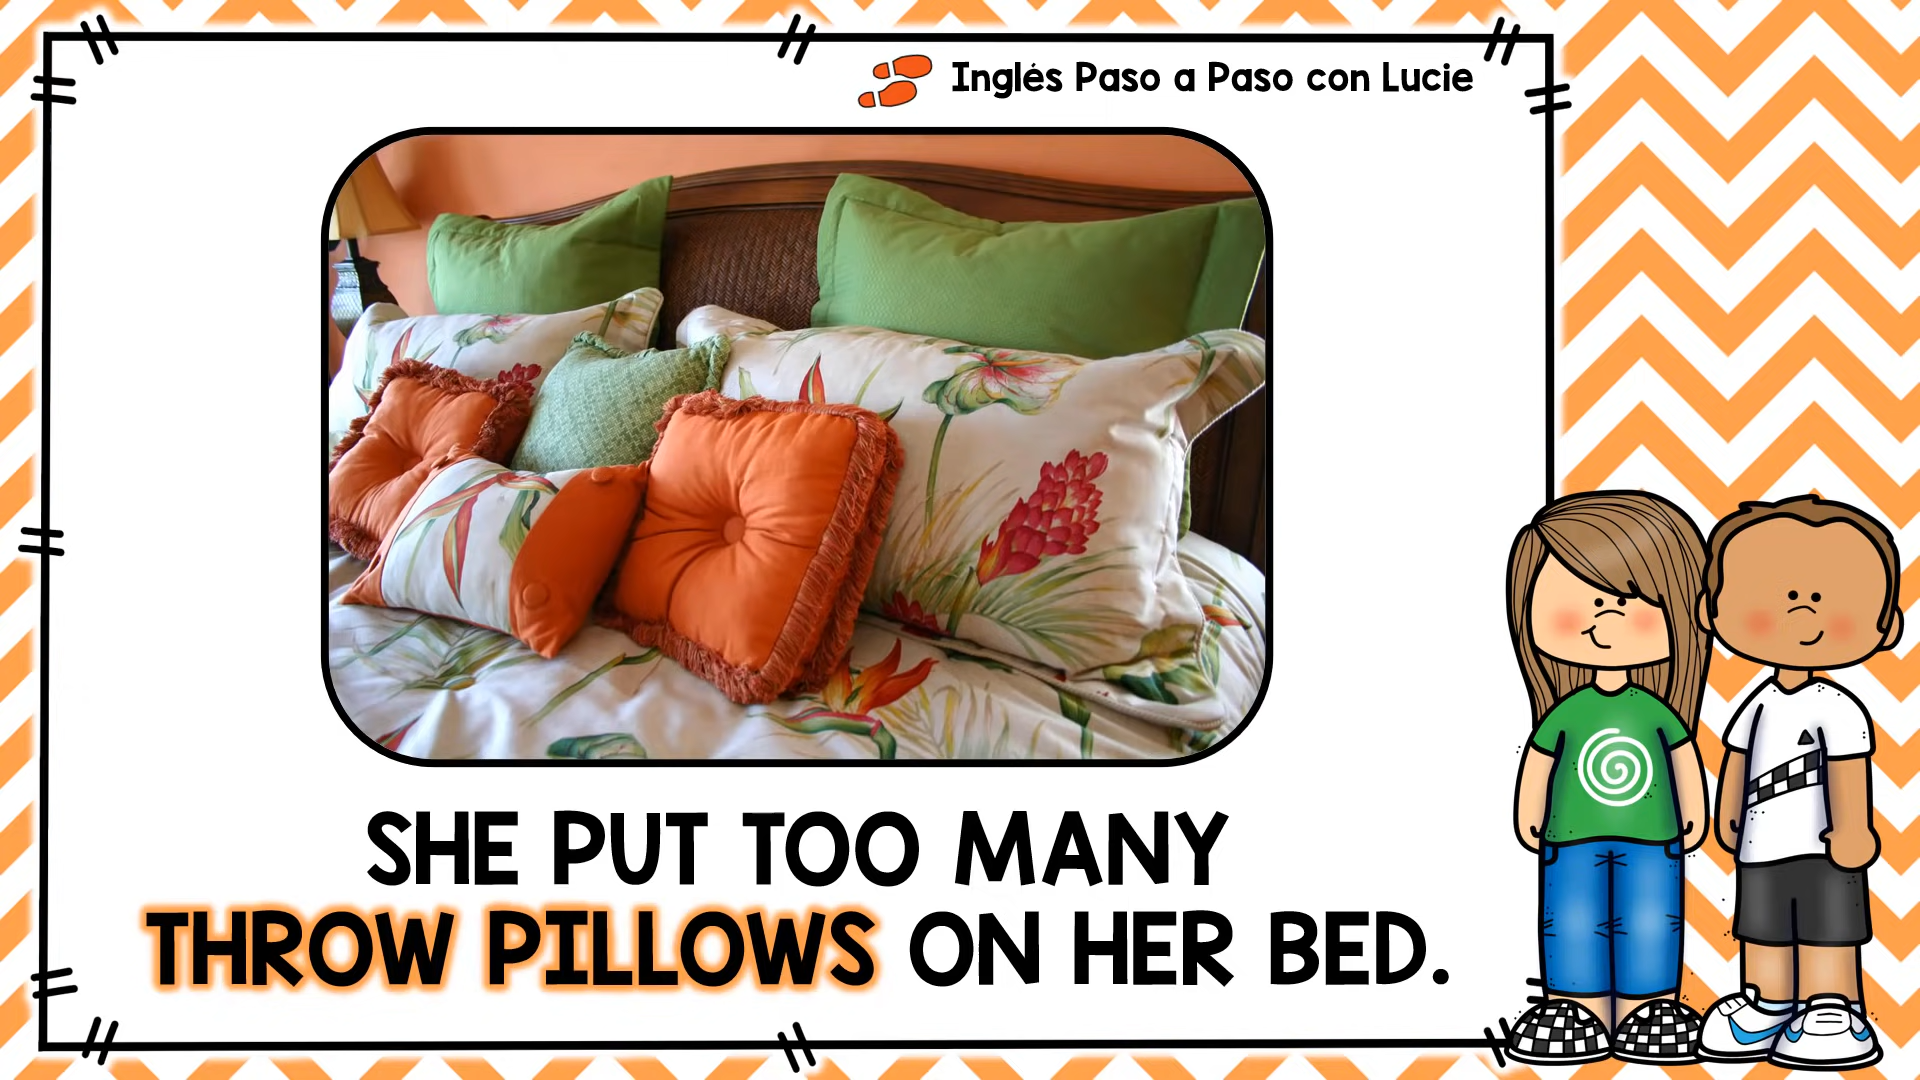 Inglés Paso a Paso con Lucie
SHE PUT TOO MANY
THROW PILLOWS ON HER BED.